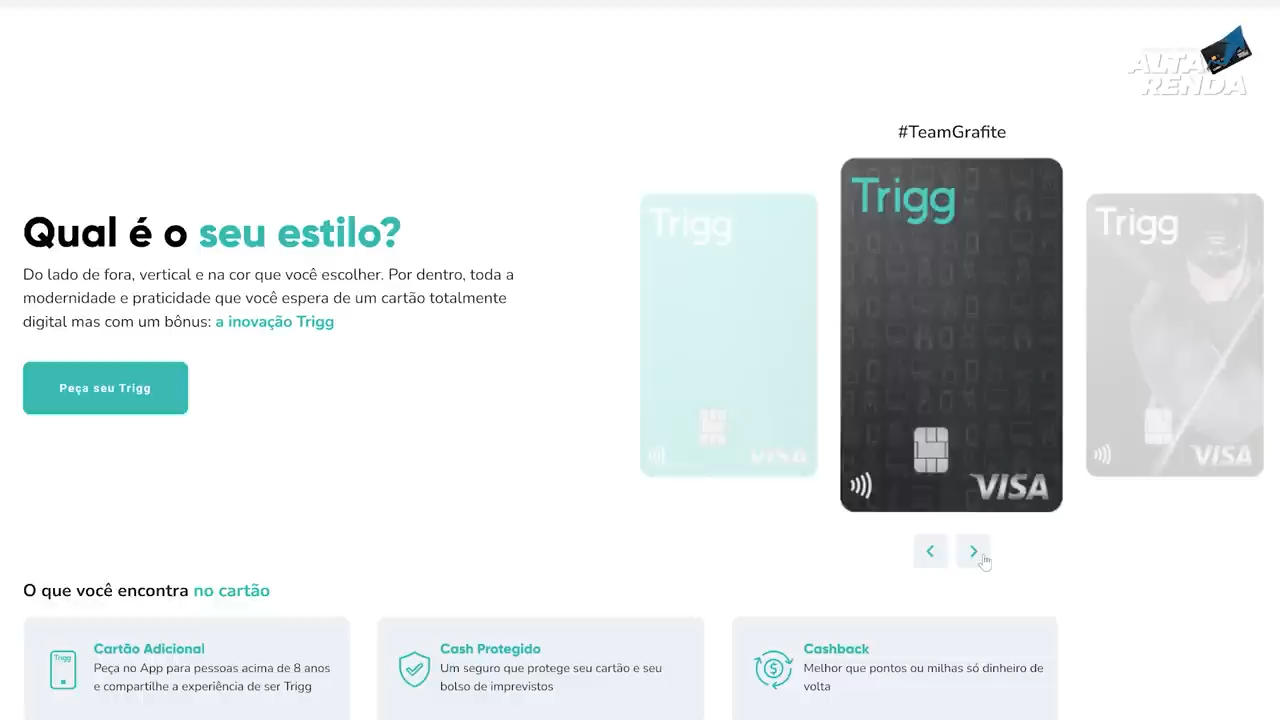 ALTA
RENDA
#TeamGrafite
Trigg
Trigg
Trigg
Qual é o seu estilo?
Do lado de fora, vertical e na cor que você escolher. Por dentro, toda a
modernidade e praticidade que você espera de um cartão totalmente
digital mas com um bônus: a inovação Trigg
Peça seu Trigg
VISA
VISA
VISA
O que você encontra no cartão
Trigg
Cartão Adicional
Peça no App para pessoas acima de 8 anos
e compartilhe a experiência de ser Trigg
Cash Protegido
Um seguro que protege seu cartão e seu
bolso de imprevistos
Cashback
Melhor que pontos ou milhas só dinheiro de
volta